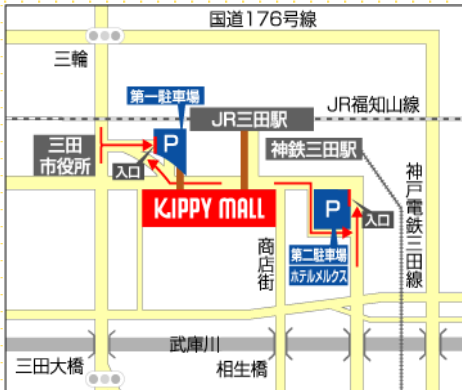 国道176号線
三輪
第一駐車場
P
JR三田駅
JR福知山線
三田
市役所
入口
神鉄三田駅
KiPPY MALL
P
入口
神戸電鉄三田線
商店街
第二駐車場
ホテルメルクス
武庫川
三田大橋
相生橋